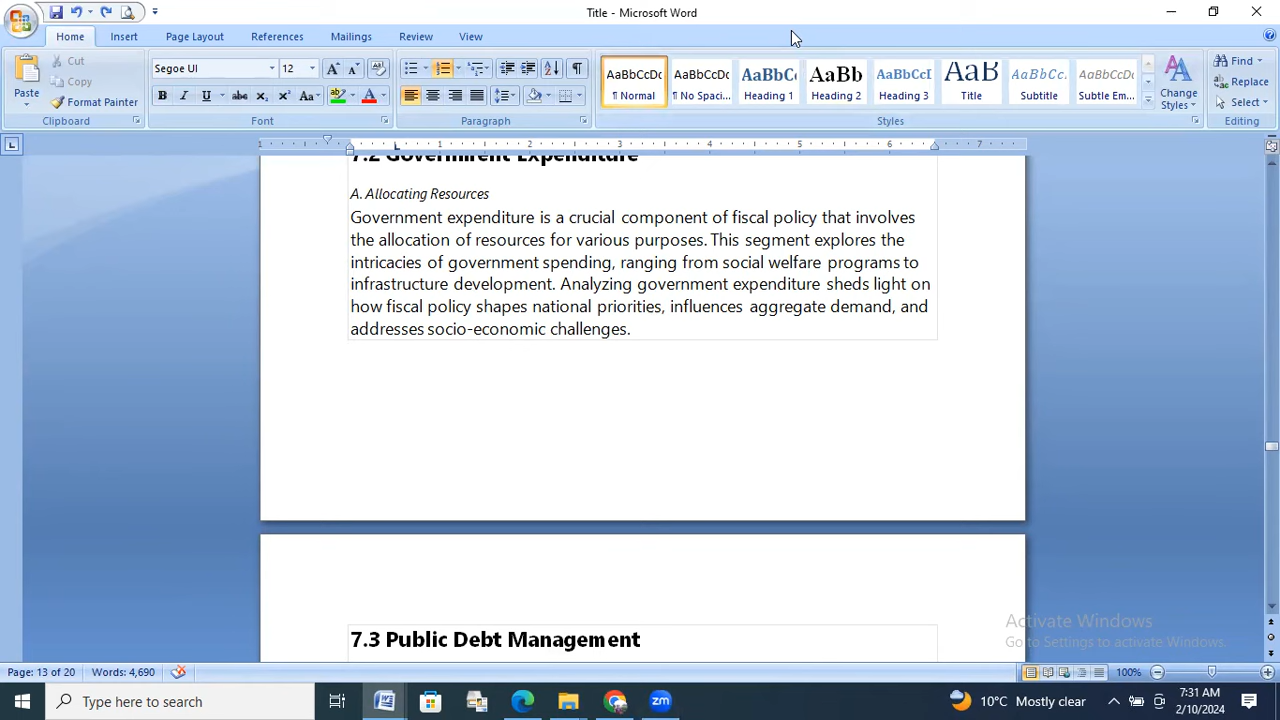 Title - Microsoft Word
Home Insert Page Layout References Mailings Review View
Paste
Cut
Copy
Format Painter
Clipboard
Segoe UI 12
Font
Paragraph
AaBbCcDc AaBbCcDc AaBbCc AaBb AaBbCcI AaB AaBbCc. AaBbCcDc
¶ Normal ¶ No Spaci... Heading 1 Heading 2 Heading 3 Title Subtitle Subtle Em...
Styles
Change Styles
Find
Replace
Select
Editing
7.2 Government Expenditure
A. Allocating Resources
Government expenditure is a crucial component of fiscal policy that involves
the allocation of resources for various purposes. This segment explores the
intricacies of government spending, ranging from social welfare programs to
infrastructure development. Analyzing government expenditure sheds light on
how fiscal policy shapes national priorities, influences aggregate demand, and
addresses socio-economic challenges.
7.3 Public Debt Management
Activate Windows
Go to Settings to activate Windows.
Page: 13 of 20 Words: 4,690 100%
Type here to search
10°C Mostly clear
7:31 AM
2/10/2024